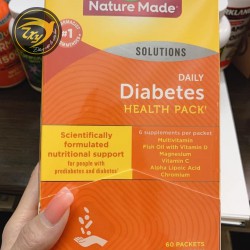 Nature Made
#1
SOLUTIONS
DAILY
Diabetes
HEALTH PACK†
Scientifically
formulated
nutritional support
for people with
prediabetes and diabetes
6 supplements per packet
Multivitamin
Fish Oil with Vitamin D
Magnesium
Vitamin C
Alpha Lipoic Acid
Chromium
60 PACKETS